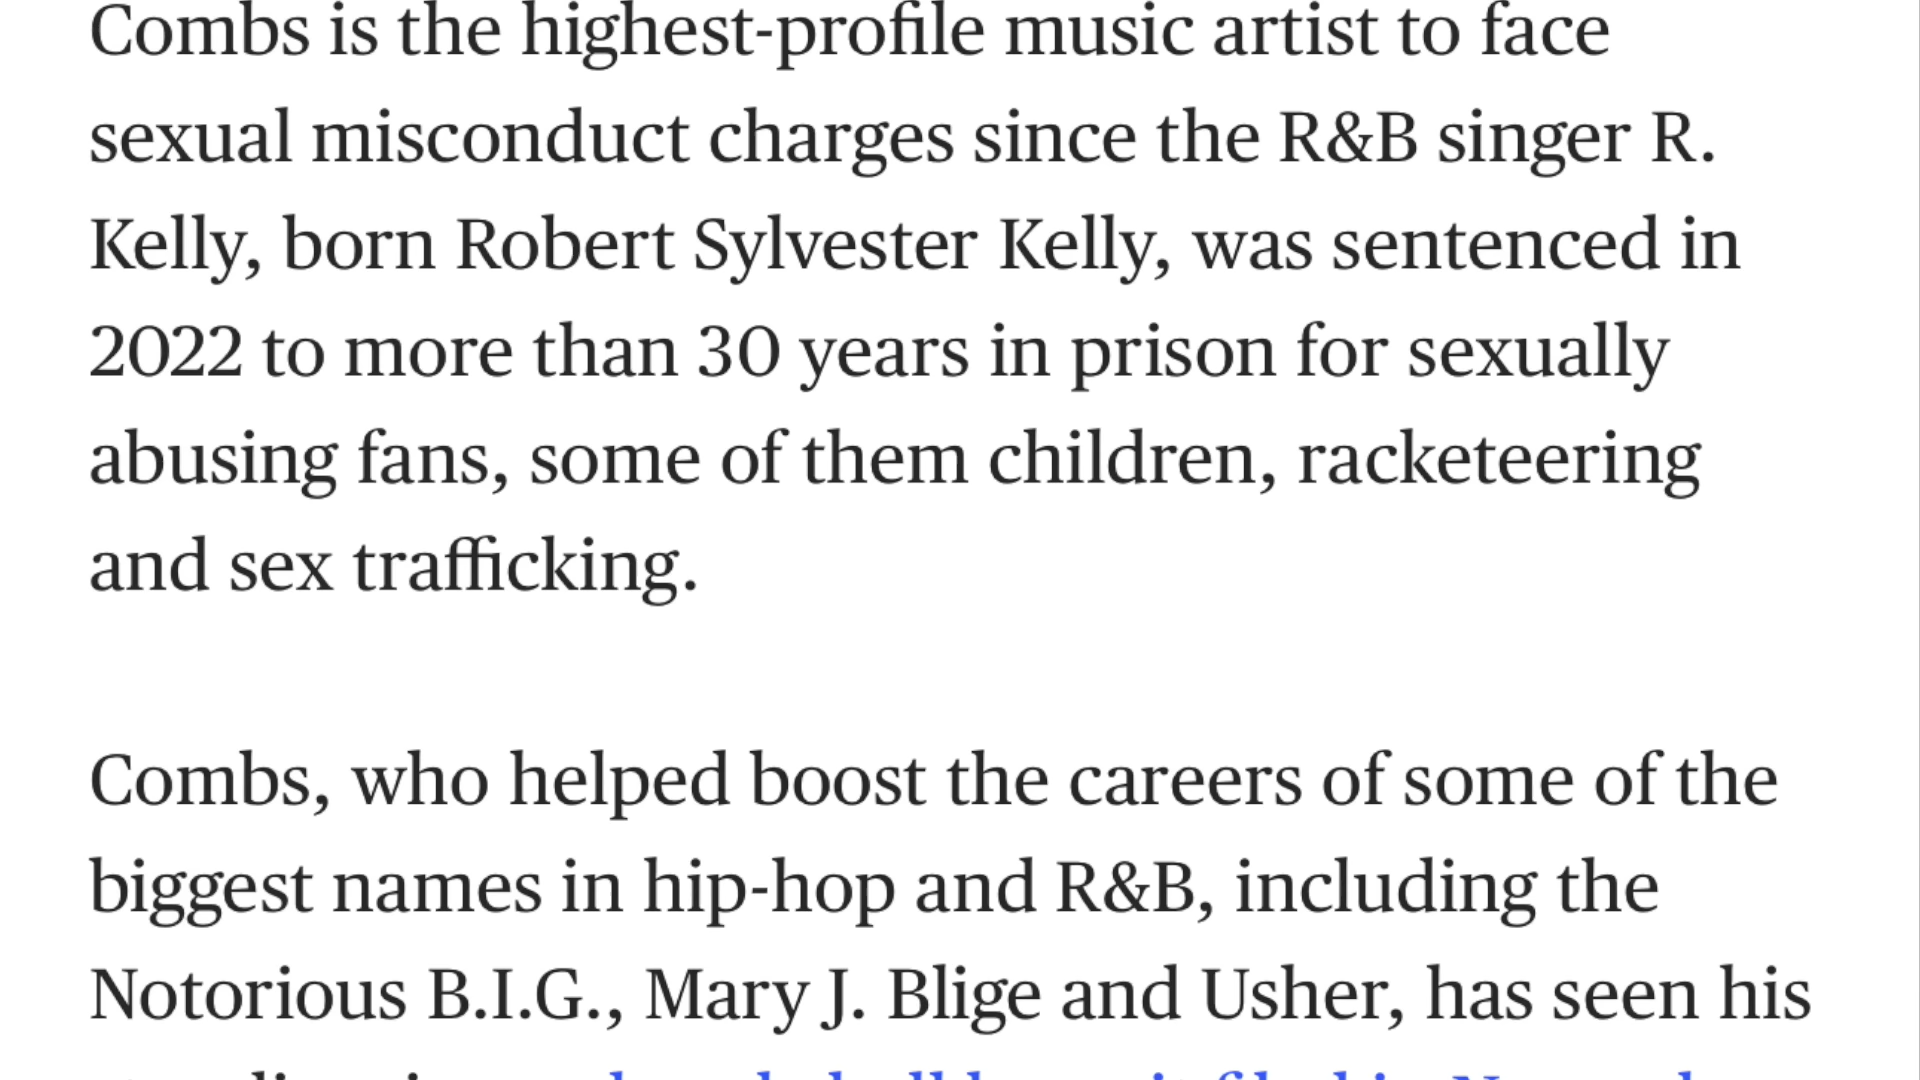 Combs is the highest-profile music artist to face
sexual misconduct charges since the R&B singer R.
Kelly, born Robert Sylvester Kelly, was sentenced in
2022 to more than 30 years in prison for sexually
abusing fans, some of them children, racketeering
and sex trafficking.
Combs, who helped boost the careers of some of the
biggest names in hip-hop and R&B, including the
Notorious B.I.G., Mary J. Blige and Usher, has seen his